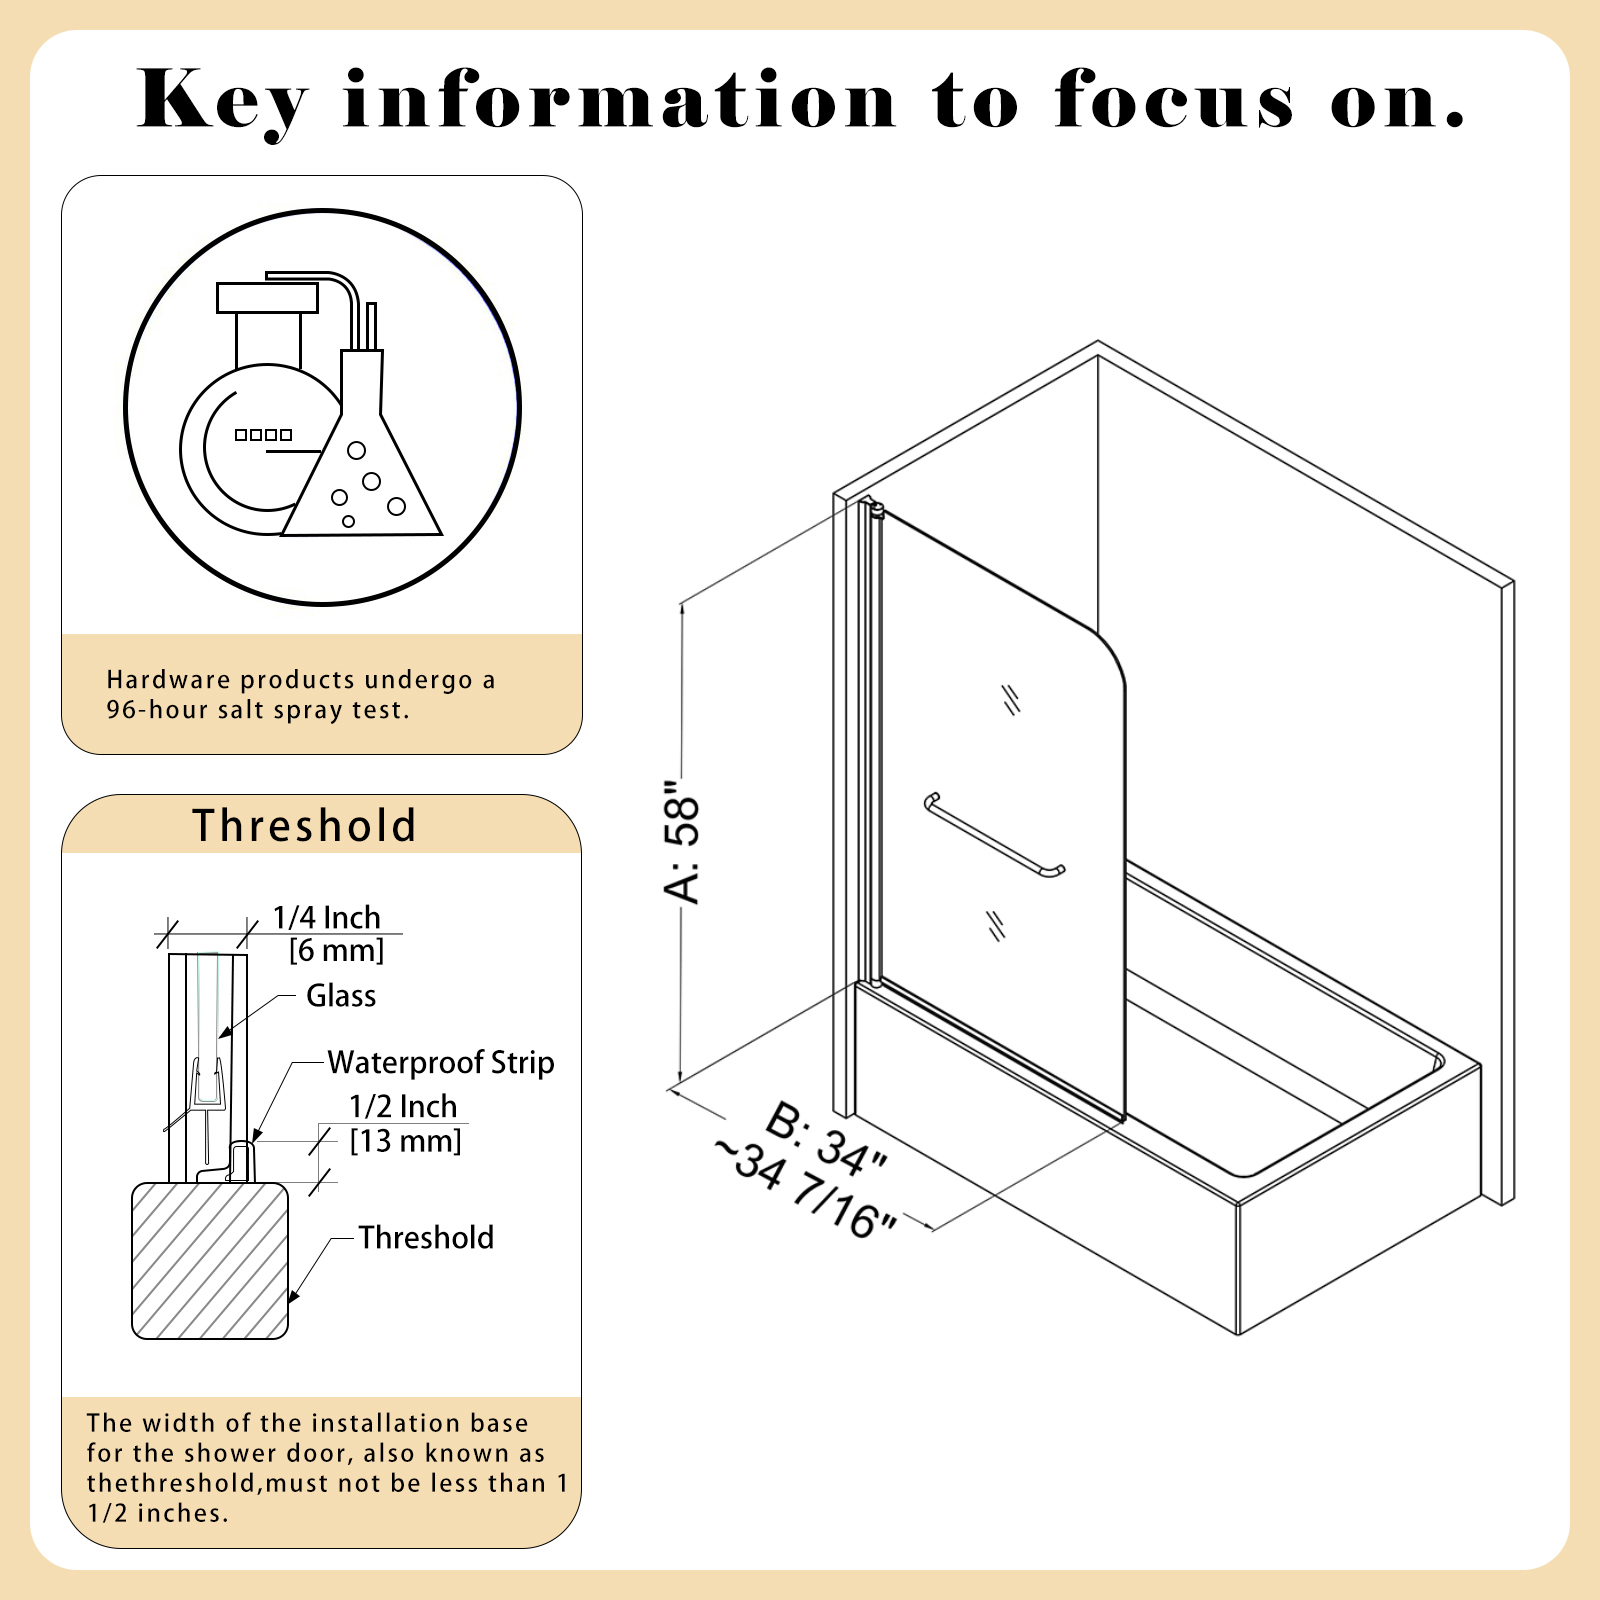 Key information to focus on.
Hardware products undergo a
96-hour salt spray test.
Threshold
1/4 Inch
[6 mm]
Glass
Waterproof Strip
1/2 Inch
[13 mm]
Threshold
The width of the installation base
for the shower door, also known as
thethreshold,must not be less than 1
1/2 inches.
A: 58"
B: 34"
~34 7/16"